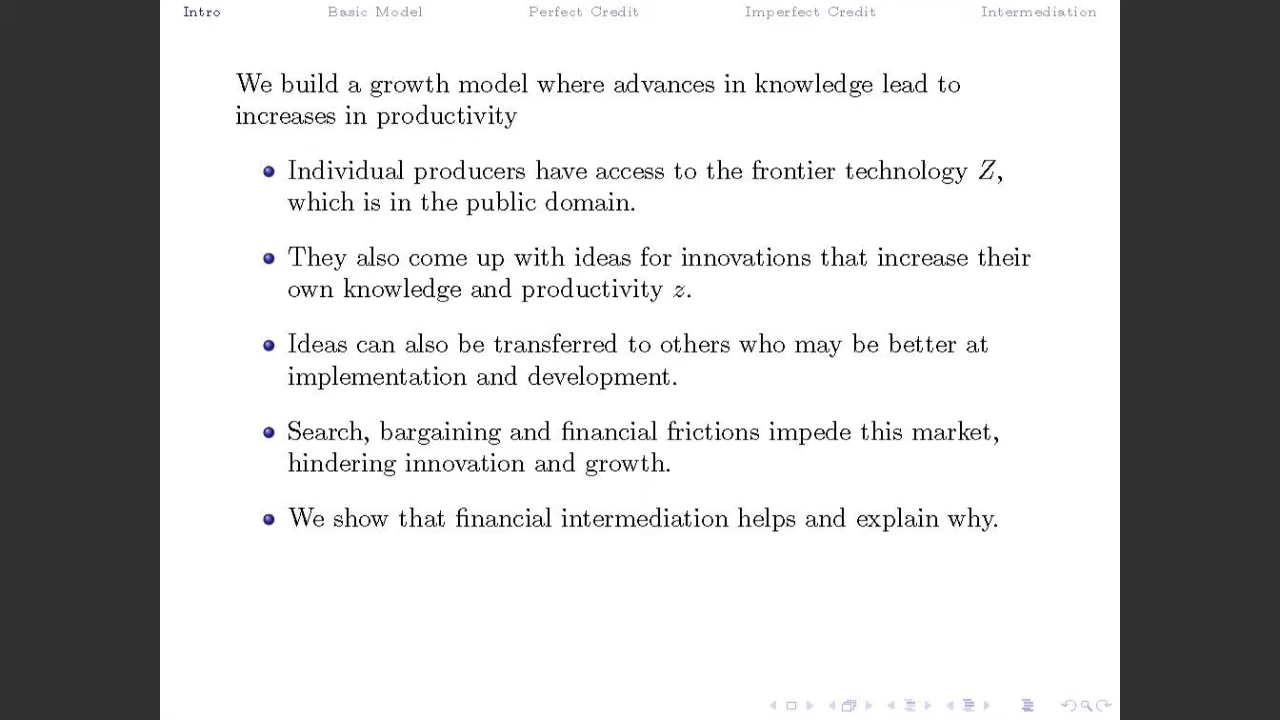 Intro Basic Model Perfect Credit Imperfect Credit Intermediation
We build a growth model where advances in knowledge lead to
increases in productivity
Individual producers have access to the frontier technology Z,
which is in the public domain.
They also come up with ideas for innovations that increase their
own knowledge and productivity z.
Ideas can also be transferred to others who may be better at
implementation and development.
Search, bargaining and financial frictions impede this market,
hindering innovation and growth.
We show that financial intermediation helps and explain why.